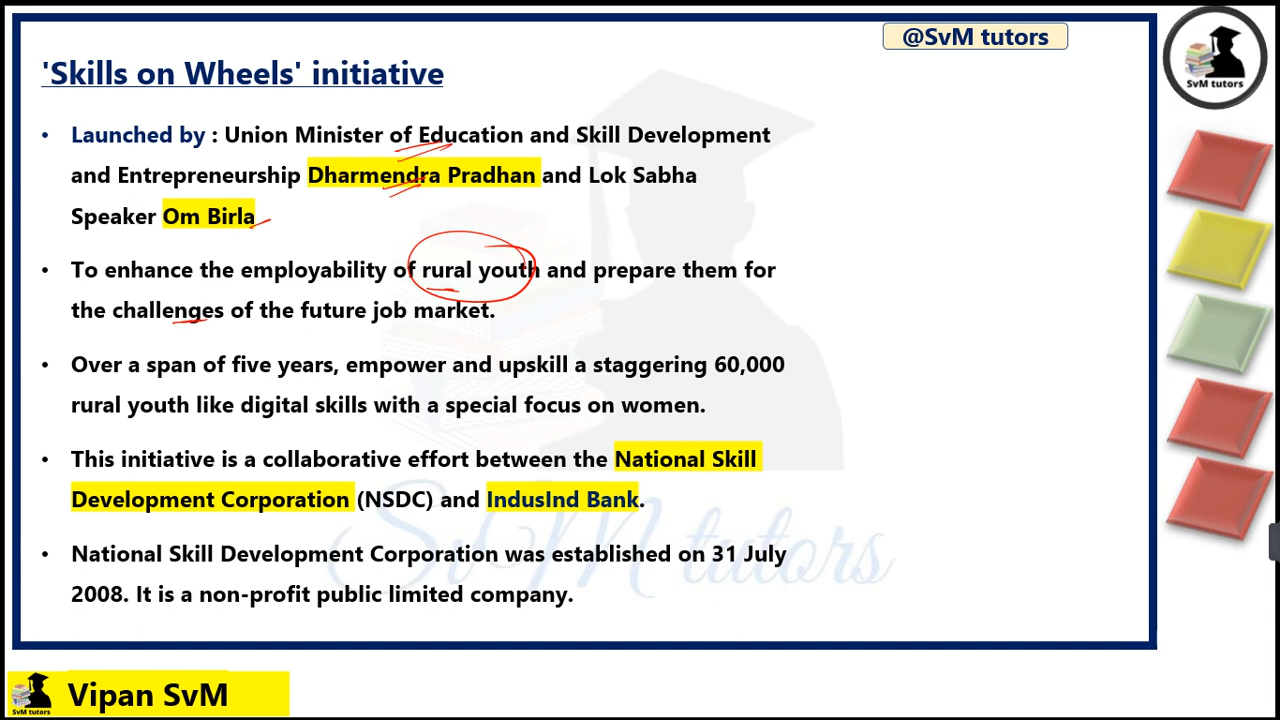 @SvM tutors
SvM tutors
'Skills on Wheels' initiative
• Launched by : Union Minister of Education and Skill Development
and Entrepreneurship Dharmendra Pradhan and Lok Sabha
Speaker Om Birla
• To enhance the employability of rural youth and prepare them for
the challenges of the future job market.
• Over a span of five years, empower and upskill a staggering 60,000
rural youth like digital skills with a special focus on women.
• This initiative is a collaborative effort between the National Skill
Development Corporation (NSDC) and IndusInd Bank.
• National Skill Development Corporation was established on 31 July
2008. It is a non-profit public limited company.
SvM tutors
Vipan SvM
SvM tutors